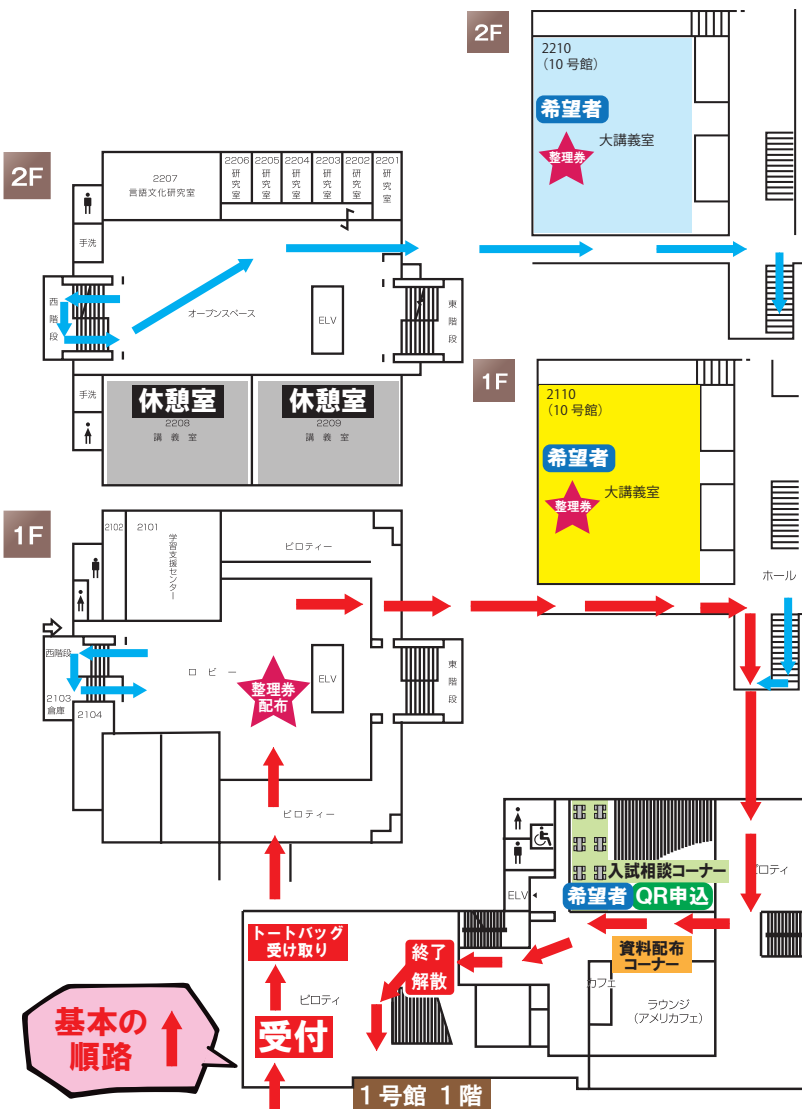 2F
2210
(10号館)
希望者
整理券
大講義室
2F
2207
言語文化研究室
2206
研究室
2205
研究室
2204
研究室
2203
研究室
2202
研究室
2201
研究室
手洗
西階段
オープンスペース
ELV
東階段
手洗
休憩室
2208
講義室
休憩室
2209
講義室
1F
2110
(10号館)
希望者
整理券
大講義室
ホール
1F
2102
2101
学習支援センター
ピロティー
西階段
ロビー
整理券
配布
ELV
東階段
2103
倉庫
2104
ピロティー
入試相談コーナー
ピロティ
ELV
希望者
QR申込
トートバッグ
受け取り
終了
解散
資料配布
コーナー
カフェ
ラウンジ
(アメリカフェ)
ピロティ
受付
基本の
順路
1号館 1階